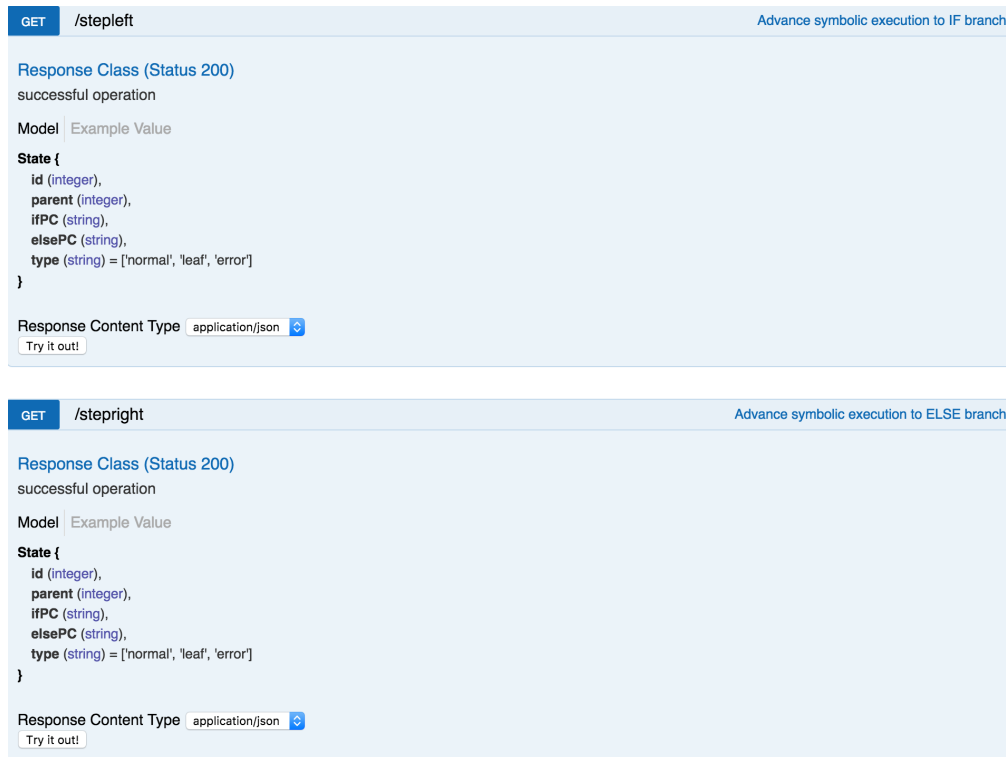 GET /stepleft Advance symbolic execution to IF branch
Response Class (Status 200)
successful operation
Model Example Value
State {
id (integer),
parent (integer),
ifPC (string),
elsePC (string),
type (string) = ['normal', 'leaf', 'error']
}
Response Content Type application/json
Try it out!
GET /stepright Advance symbolic execution to ELSE branch
Response Class (Status 200)
successful operation
Model Example Value
State {
id (integer),
parent (integer),
ifPC (string),
elsePC (string),
type (string) = ['normal', 'leaf', 'error']
}
Response Content Type application/json
Try it out!